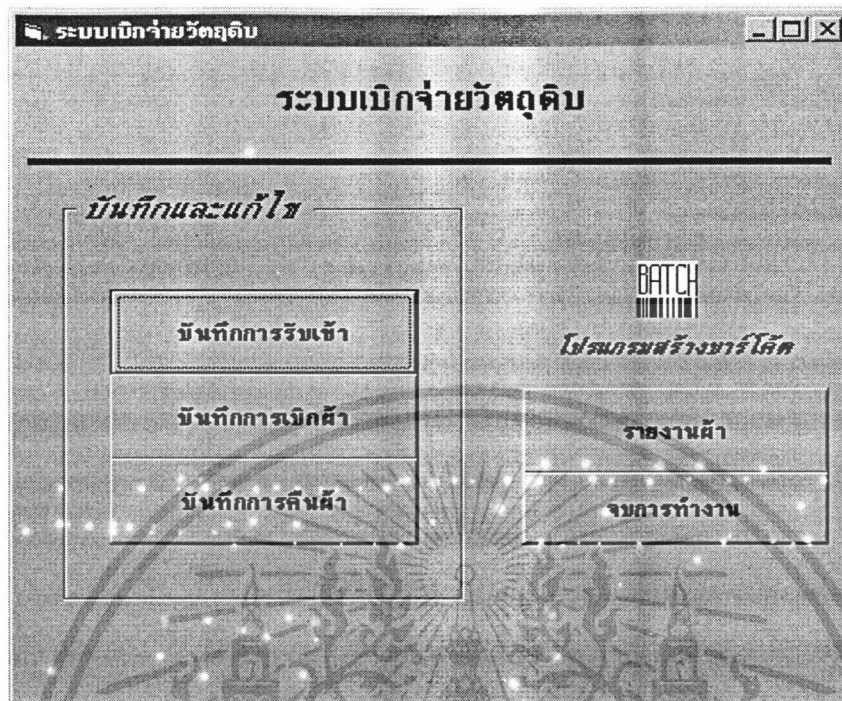 ระบบเบิกจ่ายวัตถุดิบ
ระบบเบิกจ่ายวัตถุดิบ
บันทึกและแก้ไข
บันทึกการรับเข้า
บันทึกการเบิกผ้า
บันทึกการคืนผ้า
BATCH
โปรแกรมสร้างบาร์โค้ต
รายงานผ้า
จบการทำงาน